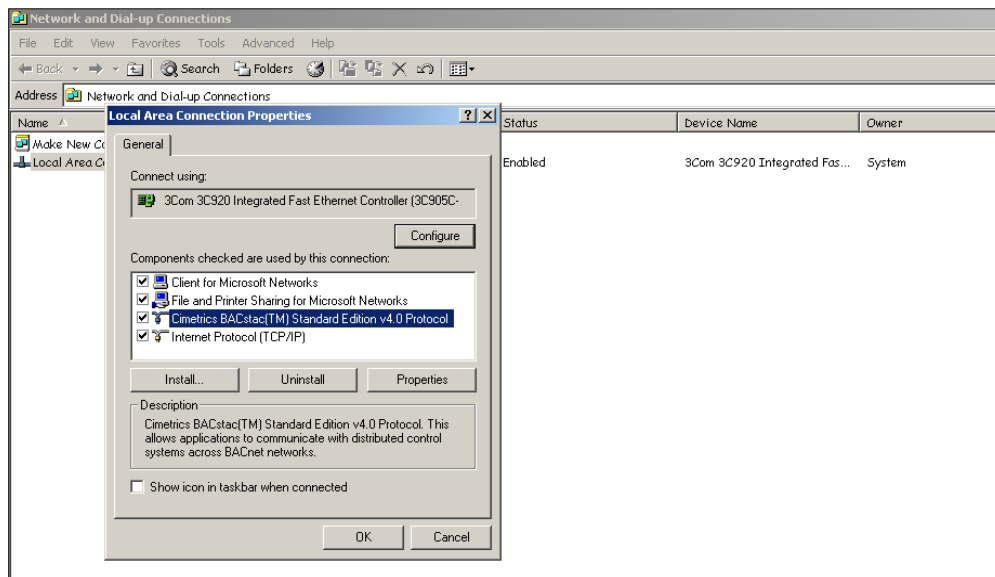 Network and Dial-up Connections
File Edit View Favorites Tools Advanced Help
Back Search Folders
Address Network and Dial-up Connections
Name Status Device Name Owner
Make New Co
Local Area Co Enabled 3Com 3C920 Integrated Fas... System
Local Area Connection Properties
General
Connect using:
3Com 3C920 Integrated Fast Ethernet Controller (3C905C-
Configure
Components checked are used by this connection:
Client for Microsoft Networks
File and Printer Sharing for Microsoft Networks
Cimetrics BACstac(TM) Standard Edition v4.0 Protocol
Internet Protocol (TCP/IP)
Install... Uninstall Properties
Description
Cimetrics BACstac(TM) Standard Edition v4.0 Protocol. This
allows applications to communicate with distributed control
systems across BACnet networks.
Show icon in taskbar when connected
OK Cancel